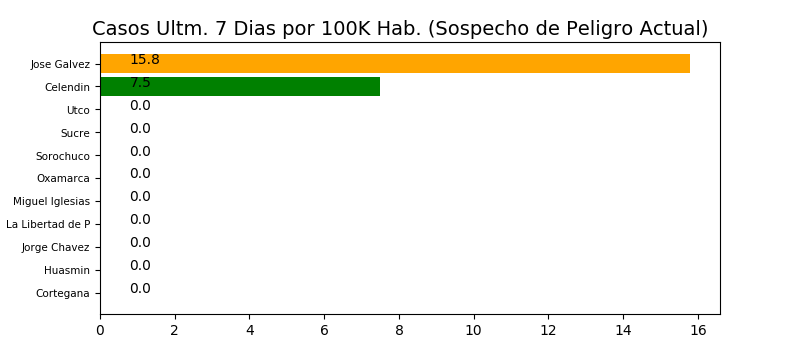 Casos Ultm. 7 Dias por 100K Hab. (Sospecho de Peligro Actual)
Jose Galvez 15.8
Celendin 7.5
Utco 0.0
Sucre 0.0
Sorochuco 0.0
Oxamarca 0.0
Miguel Iglesias 0.0
La Libertad de P 0.0
Jorge Chavez 0.0
Huasmin 0.0
Cortegana 0.0
0 2 4 6 8 10 12 14 16